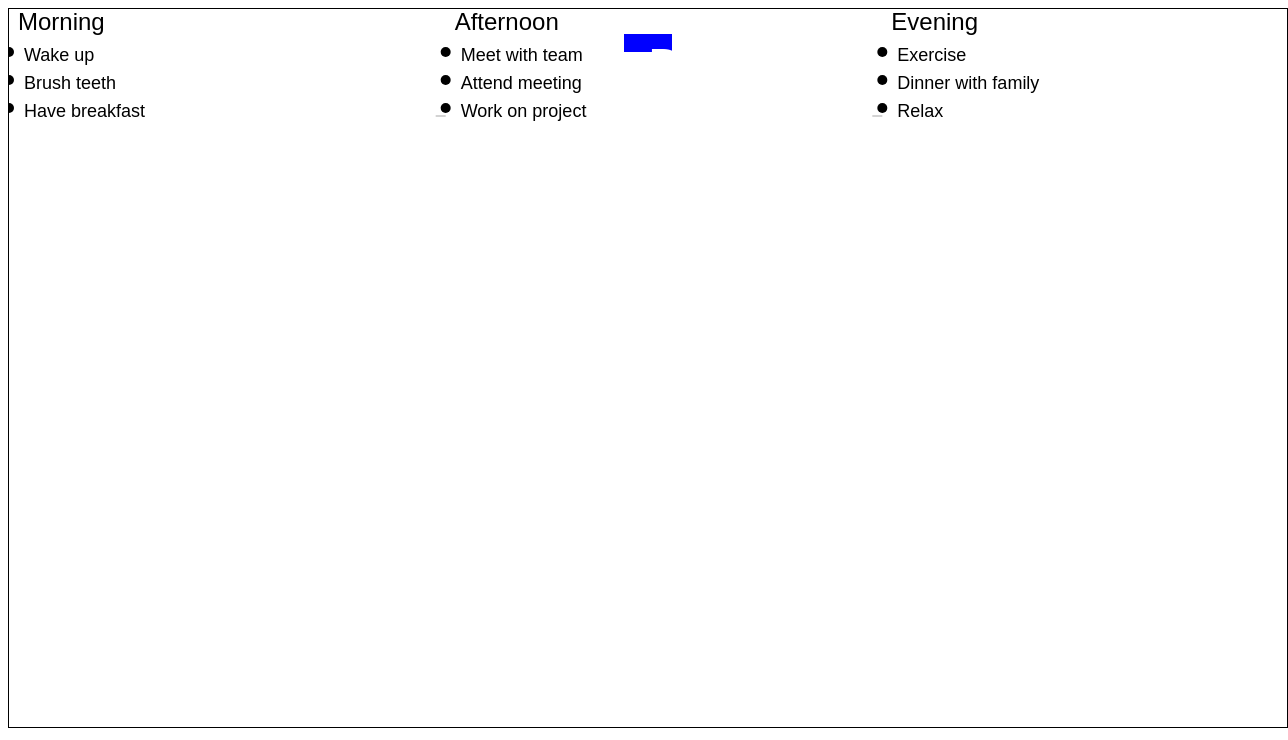 Morning
Wake up
Brush teeth
Have breakfast
Afternoon
Meet with team
Attend meeting
Work on project
Evening
Exercise
Dinner with family
Relax